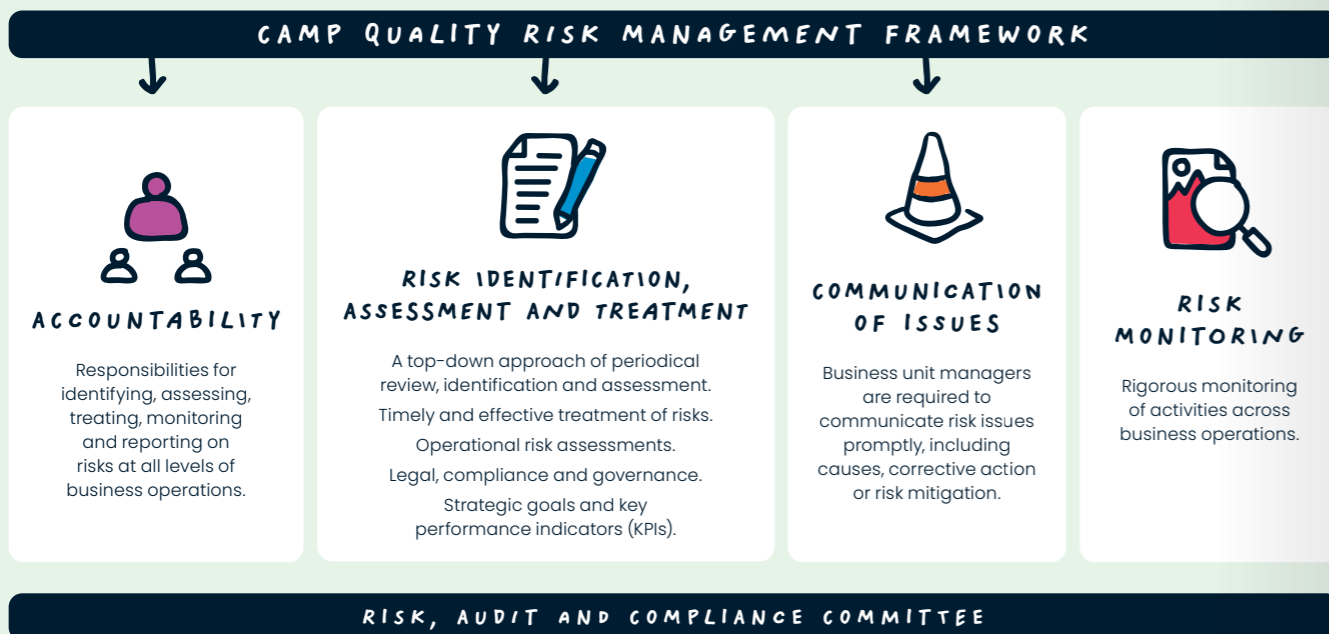 CAMP QUALITY RISK MANAGEMENT FRAMEWORK
ACCOUNTABILITY
Responsibilities for
identifying, assessing,
treating, monitoring
and reporting on
risks at all levels of
business operations.
RISK IDENTIFICATION,
ASSESSMENT AND TREATMENT
A top-down approach of periodical
review, identification and assessment.
Timely and effective treatment of risks.
Operational risk assessments.
Legal, compliance and governance.
Strategic goals and key
performance indicators (KPIs).
COMMUNICATION
OF ISSUES
Business unit managers
are required to
communicate risk issues
promptly, including
causes, corrective action
or risk mitigation.
RISK
MONITORING
Rigorous monitoring
of activities across
business operations.
RISK, AUDIT AND COMPLIANCE COMMITTEE